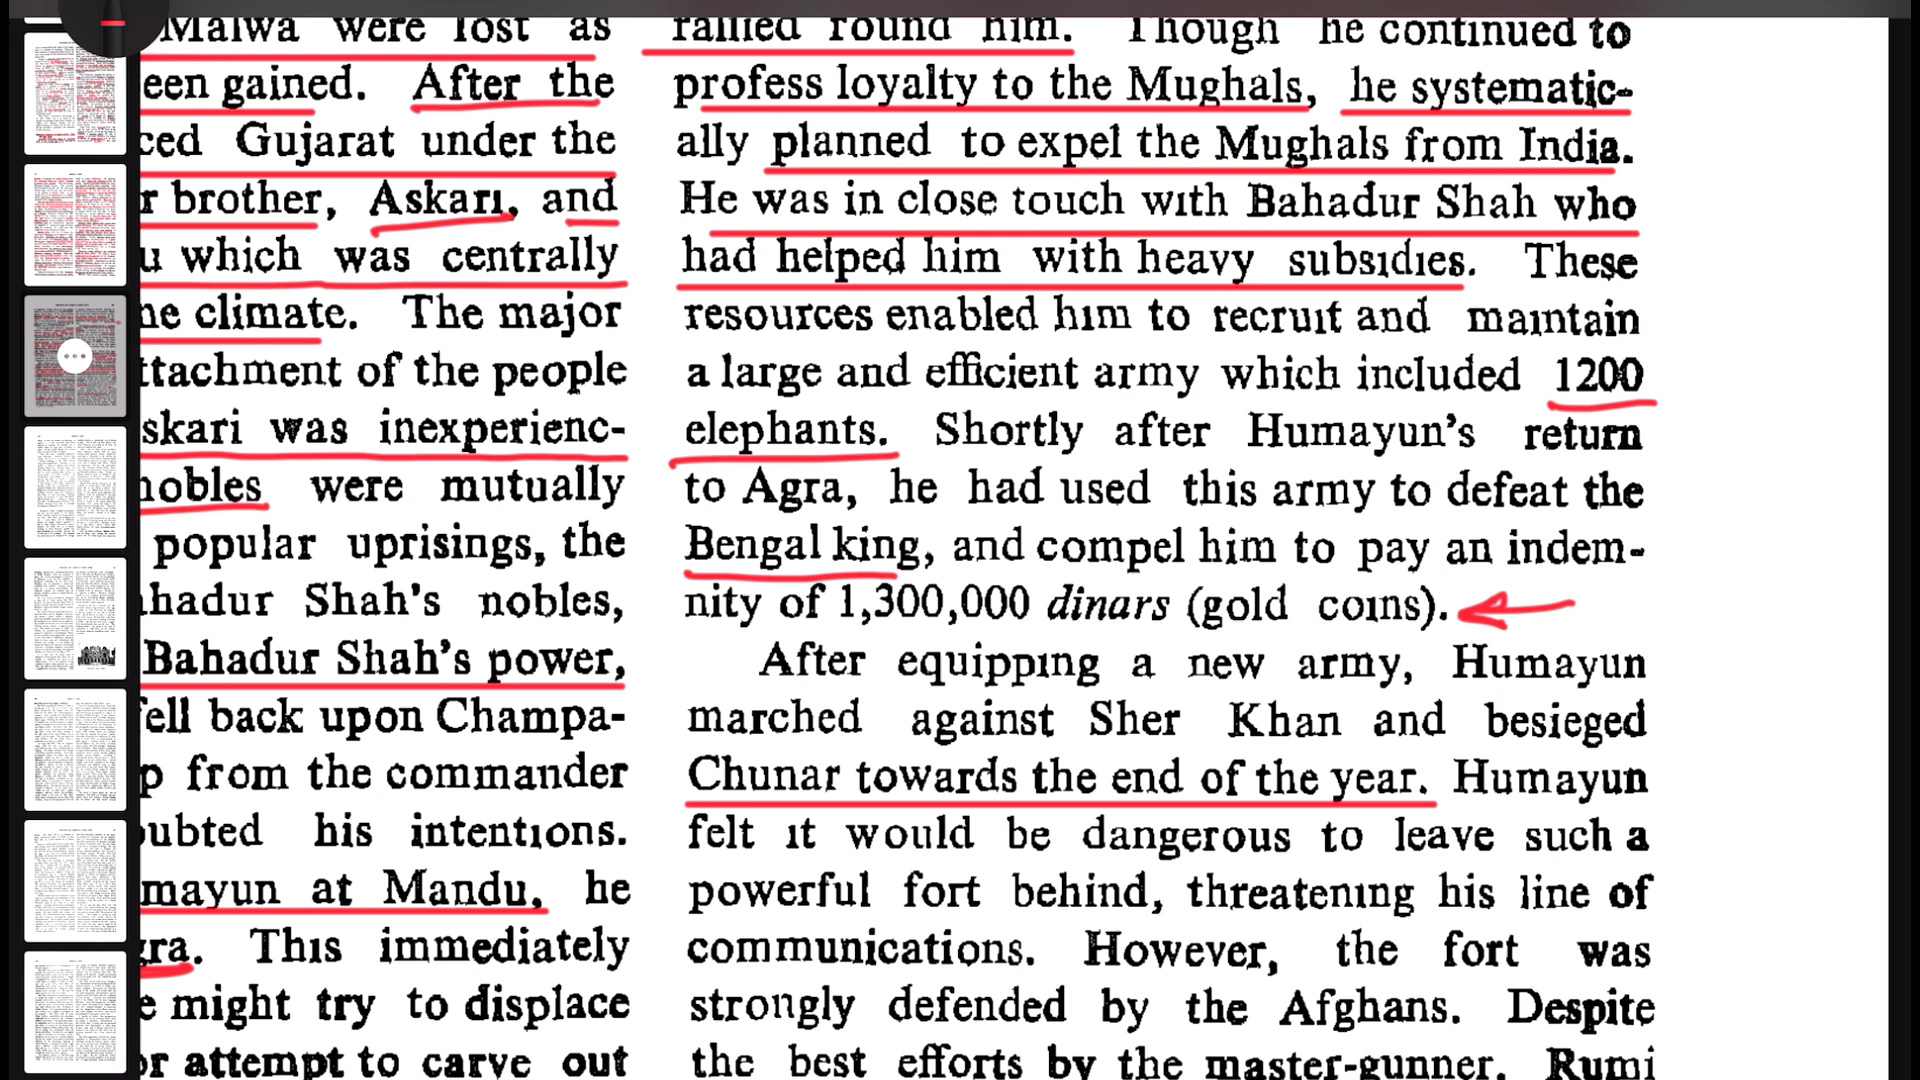 Malwa were lost as
een gained. After the
ced Gujarat under the
r brother, Askari, and
u which was centrally
he climate. The major
ttachment of the people
skari was inexperienc-
nobles were mutually
popular uprisings, the
ahadur Shah's nobles,
Bahadur Shah's power,
fell back upon Champa-
p from the commander
oubted his intentions.
mayun at Mandu, he
gra. This immediately
e might try to displace
or attempt to carve out
rallied round him. Though he continued to
profess loyalty to the Mughals, he systematic-
ally planned to expel the Mughals from India.
He was in close touch with Bahadur Shah who
had helped him with heavy subsidies. These
resources enabled him to recruit and maintain
a large and efficient army which included 1200
elephants. Shortly after Humayun's return
to Agra, he had used this army to defeat the
Bengal king, and compel him to pay an indem-
nity of 1,300,000 dinars (gold coins).
After equipping a new army, Humayun
marched against Sher Khan and besieged
Chunar towards the end of the year. Humayun
felt it would be dangerous to leave such a
powerful fort behind, threatening his line of
communications. However, the fort was
strongly defended by the Afghans. Despite
the best efforts by the master-gunner, Rumi